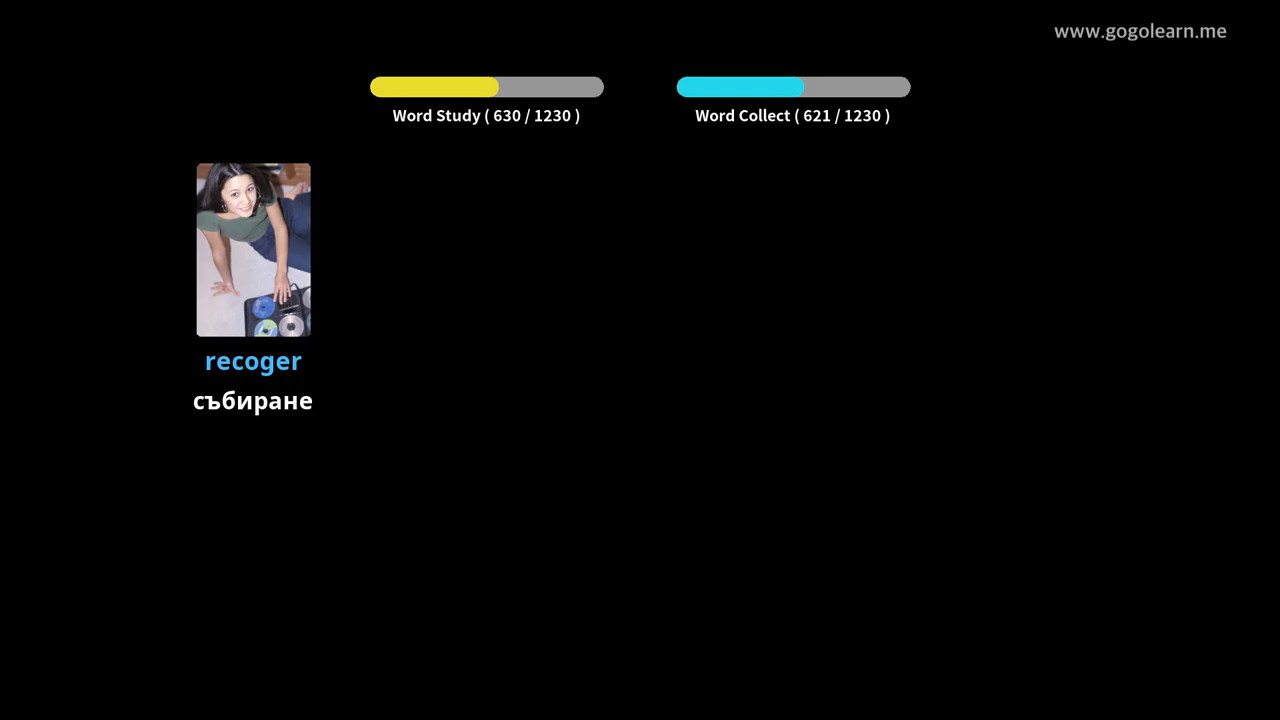 www.gogolearn.me
Word Study ( 630 / 1230 )
Word Collect ( 621 / 1230 )
recoger
събиране